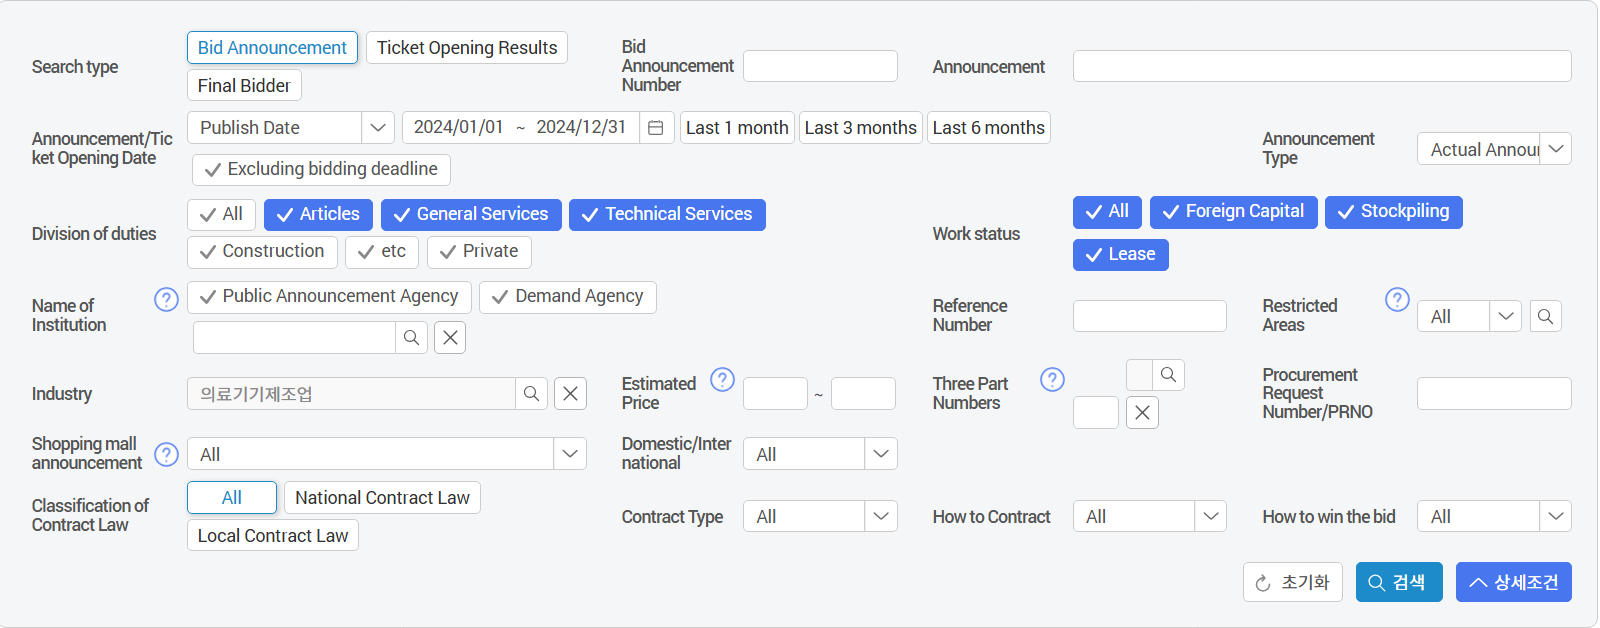 Search type
Bid Announcement
Ticket Opening Results
Final Bidder
Bid
Announcement
Number
Announcement
Announcement/Tic
ket Opening Date
Publish Date
2024/01/01 ~ 2024/12/31
Last 1 month
Last 3 months
Last 6 months
Excluding bidding deadline
Announcement
Type
Actual Annou
Division of duties
All
Articles
General Services
Technical Services
Construction
etc
Private
Work status
All
Foreign Capital
Stockpiling
Lease
Name of
Institution
?
Public Announcement Agency
Demand Agency
Reference
Number
Restricted
Areas
?
All
Industry
의료기기제조업
Estimated
Price
?
~
Three Part
Numbers
?
Procurement
Request
Number/PRNO
Shopping mall
announcement
?
All
Domestic/Inter
national
All
Classification of
Contract Law
All
National Contract Law
Local Contract Law
Contract Type
All
How to Contract
All
How to win the bid
All
초기화
검색
상세조건